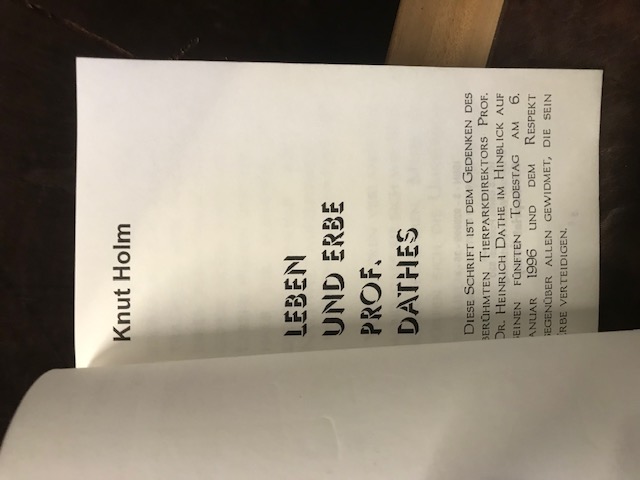 Knut Holm
LEBEN
UND ERBE
PROF.
DATHES
DIESE SCHRIFT IST DEM GEDENKEN DES
BERÜHMTEN TIERPARKDIREKTORS PROF.
DR. HEINRICH DATHE IM HINBLICK AUF
SEINEN FÜNFTEN TODESTAG AM 6.
JANUAR 1996 UND DEM RESPEKT
GEGENÜBER ALLEN GEWIDMET, DIE SEIN
ERBE VERTEIDIGEN.